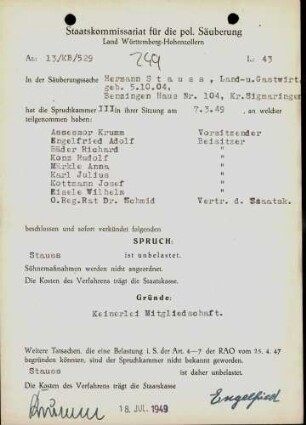 Staatskommissariat für die pol. Säuberung
Land Württemberg-Hohenzollern
Az.: 13/KB/529
249
L: 43
In der Säuberungssache Hermann S t a u s s , Land-u.Gastwirt,
geb. 5.10.04,
Benzingen Haus Nr. 104, Kr.Sigmaringen
hat die Spruchkammer III in ihrer Sitzung am 7.3.49 , an welcher
teilgenommen haben:
Assessor Krumm Vorsitzender
Engelfried Adolf Beisitzer
Bäder Richard "
Konz Rudolf "
Märkle Anna "
Karl Julius "
Kottmann Josef "
Eisele Wilhelm "
O.Reg.Rat Dr. Schmid Vertr. d. Staatsk.
beschlossen und sofort verkündet folgenden
SPRUCH:
Stauss ist unbelastet.
Sühnemaßnahmen werden nicht angeordnet.
Die Kosten des Verfahrens trägt die Staatskasse.
Gründe:
Keinerlei Mitgliedschaft.
Weitere Tatsachen, die eine Belastung i. S. der Art. 4–7 der RAO vom 25. 4. 47
begründen könnten, sind der Spruchkammer nicht bekannt geworden.
Stauss ist daher unbelastet.
Die Kosten des Verfahrens trägt die Staatskasse
Krumm
18. JUL. 1949
Engelfried